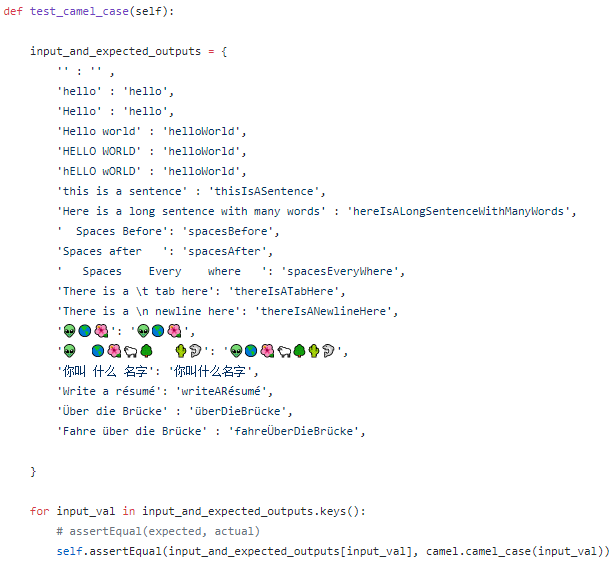 def test_camel_case(self):
input_and_expected_outputs = {
'' : '' ,
'hello' : 'hello',
'Hello' : 'hello',
'Hello world' : 'helloWorld',
'HELLO WORLD' : 'helloWorld',
'hELLO wORLD' : 'helloWorld',
'this is a sentence' : 'thisIsASentence',
'Here is a long sentence with many words' : 'hereIsALongSentenceWithManyWords',
'  Spaces Before': 'spacesBefore',
'Spaces after   ': 'spacesAfter',
'   Spaces    Every    where   ': 'spacesEveryWhere',
'There is a \t tab here': 'thereIsATabHere',
'There is a \n newline here': 'thereIsANewlineHere',
'👽🌎🌺': '👽🌎🌺',
'👽  🌎🌺🐑🌳   🌵🐬': '👽🌎🌺🐑🌳🌵🐬',
'你叫 什么 名字': '你叫什么名字',
'Write a résumé': 'writeARésumé',
'Über die Brücke' : 'überDieBrücke',
'Fahre über die Brücke' : 'fahreÜberDieBrücke',
}
for input_val in input_and_expected_outputs.keys():
# assertEqual(expected, actual)
self.assertEqual(input_and_expected_outputs[input_val], camel.camel_case(input_val))